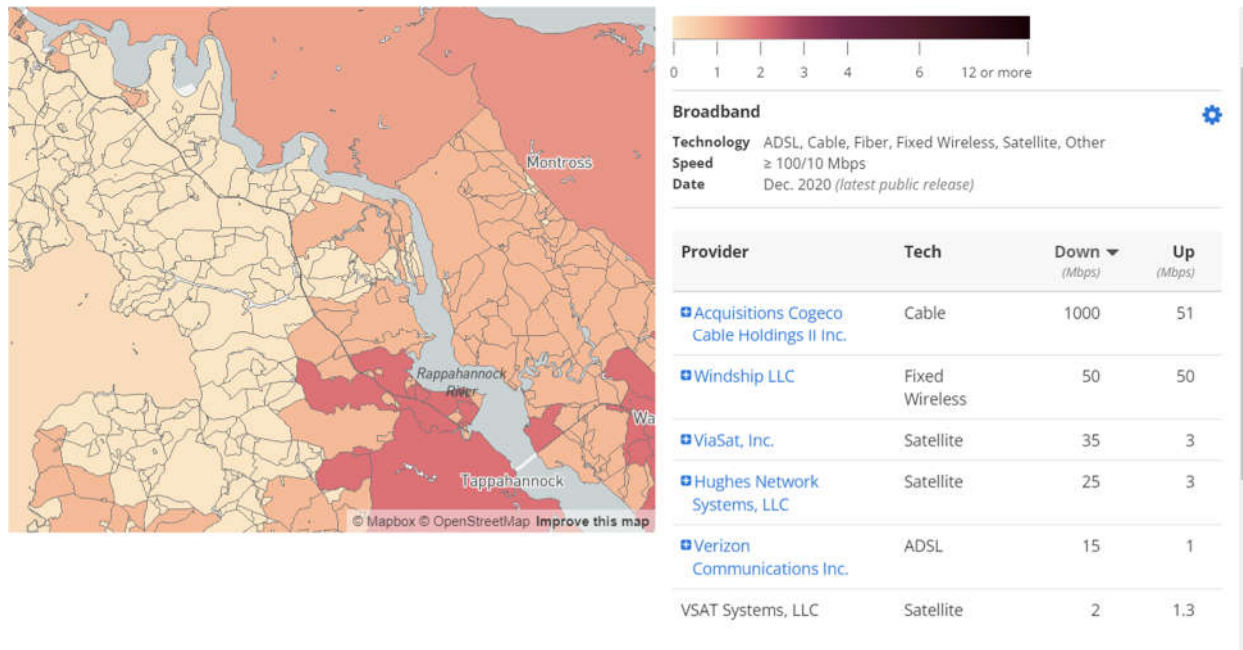 Montross
Rappahannock
River
Wa
Tappahannock
© Mapbox © OpenStreetMap Improve this map
0 1 2 3 4 6 12 or more
Broadband
Technology ADSL, Cable, Fiber, Fixed Wireless, Satellite, Other
Speed ≥ 100/10 Mbps
Date Dec. 2020 (latest public release)
Provider Tech Down Up
(Mbps) (Mbps)
Acquisitions Cogeco Cable 1000 51
Cable Holdings II Inc.
Windship LLC Fixed 50 50
Wireless
ViaSat, Inc. Satellite 35 3
Hughes Network Satellite 25 3
Systems, LLC
Verizon ADSL 15 1
Communications Inc.
VSAT Systems, LLC Satellite 2 1.3